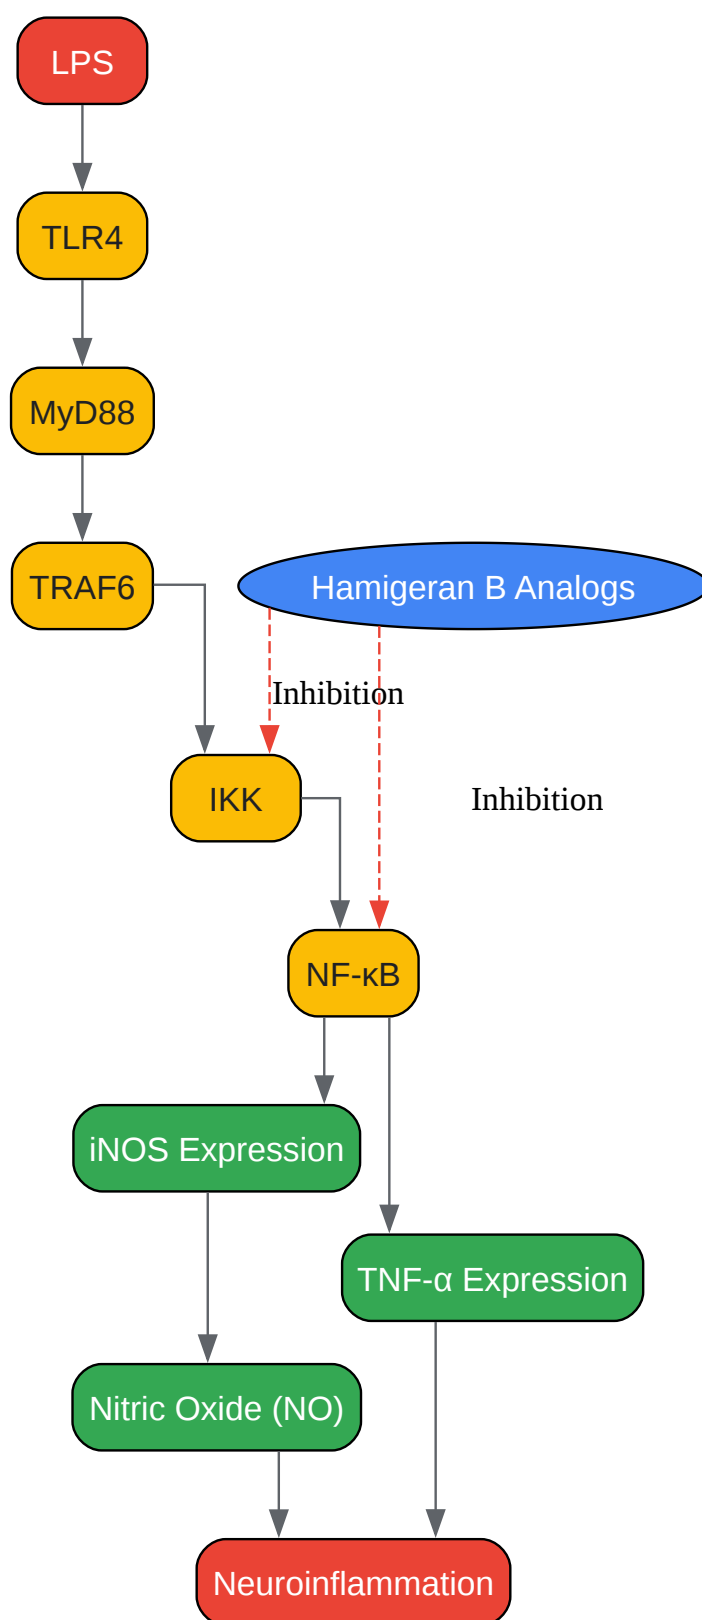 LPS
TLR4
MyD88
TRAF6
Hamigeran B Analogs
Inhibition
IKK
Inhibition
NF-κB
iNOS Expression
TNF-α Expression
Nitric Oxide (NO)
Neuroinflammation